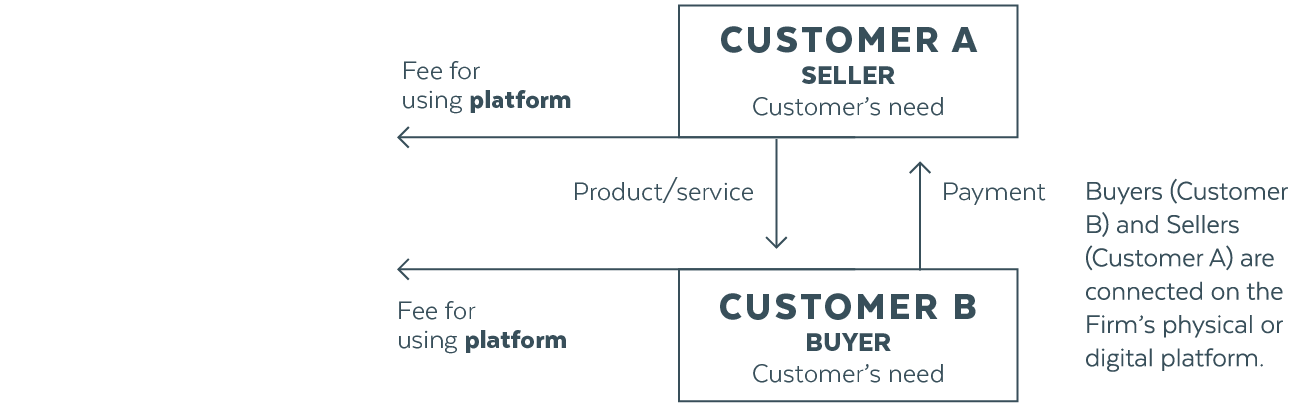 CUSTOMER A
SELLER
Customer’s need
Fee for
using platform
Product/service
Payment
Buyers (Customer
B) and Sellers
(Customer A) are
connected on the
Firm’s physical or
digital platform.
CUSTOMER B
BUYER
Customer’s need
Fee for
using platform